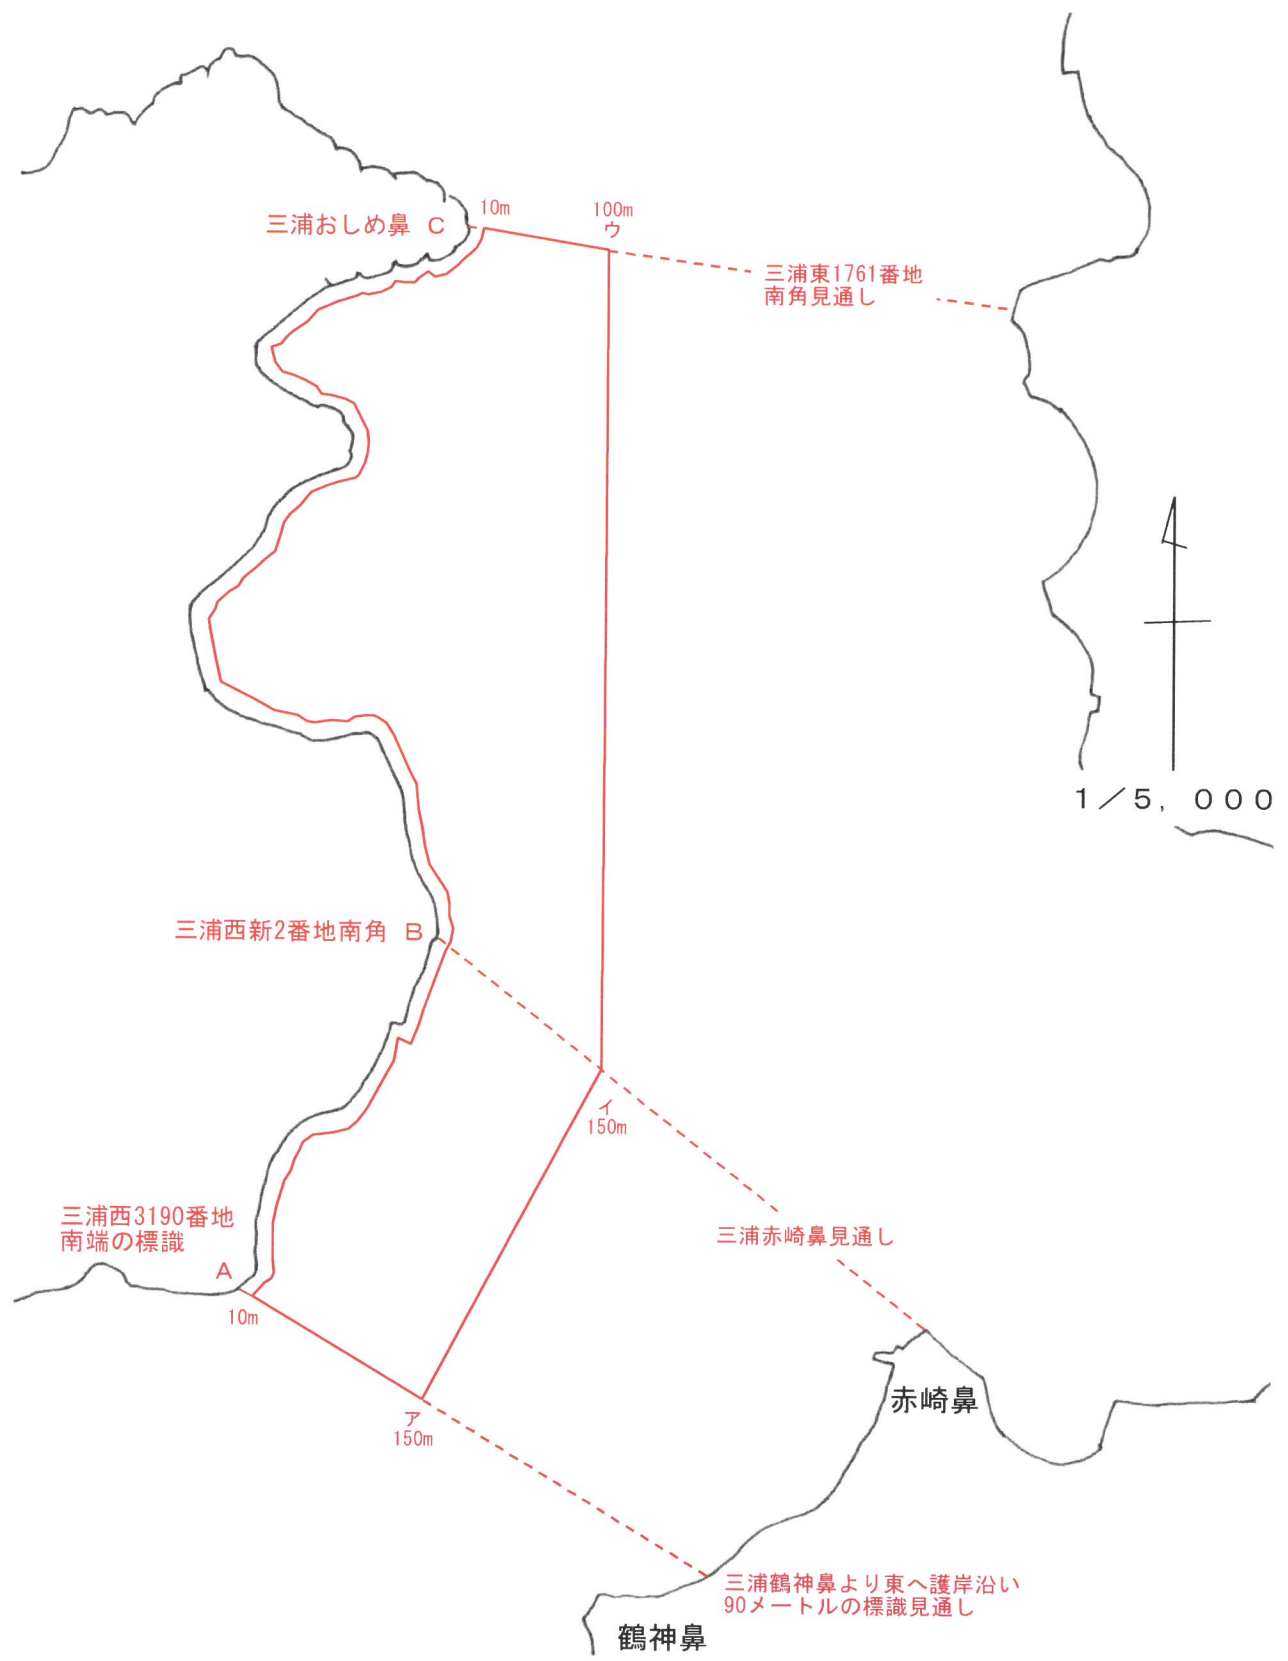 10m
100m
ウ
三浦おしめ鼻 C
三浦東1761番地
南角見通し
1/5,000
三浦西新2番地南角 B
イ
150m
三浦西3190番地
南端の標識
A
10m
三浦赤崎鼻見通し
赤崎鼻
ア
150m
三浦鶴神鼻より東へ護岸沿い
90メートルの標識見通し
鶴神鼻